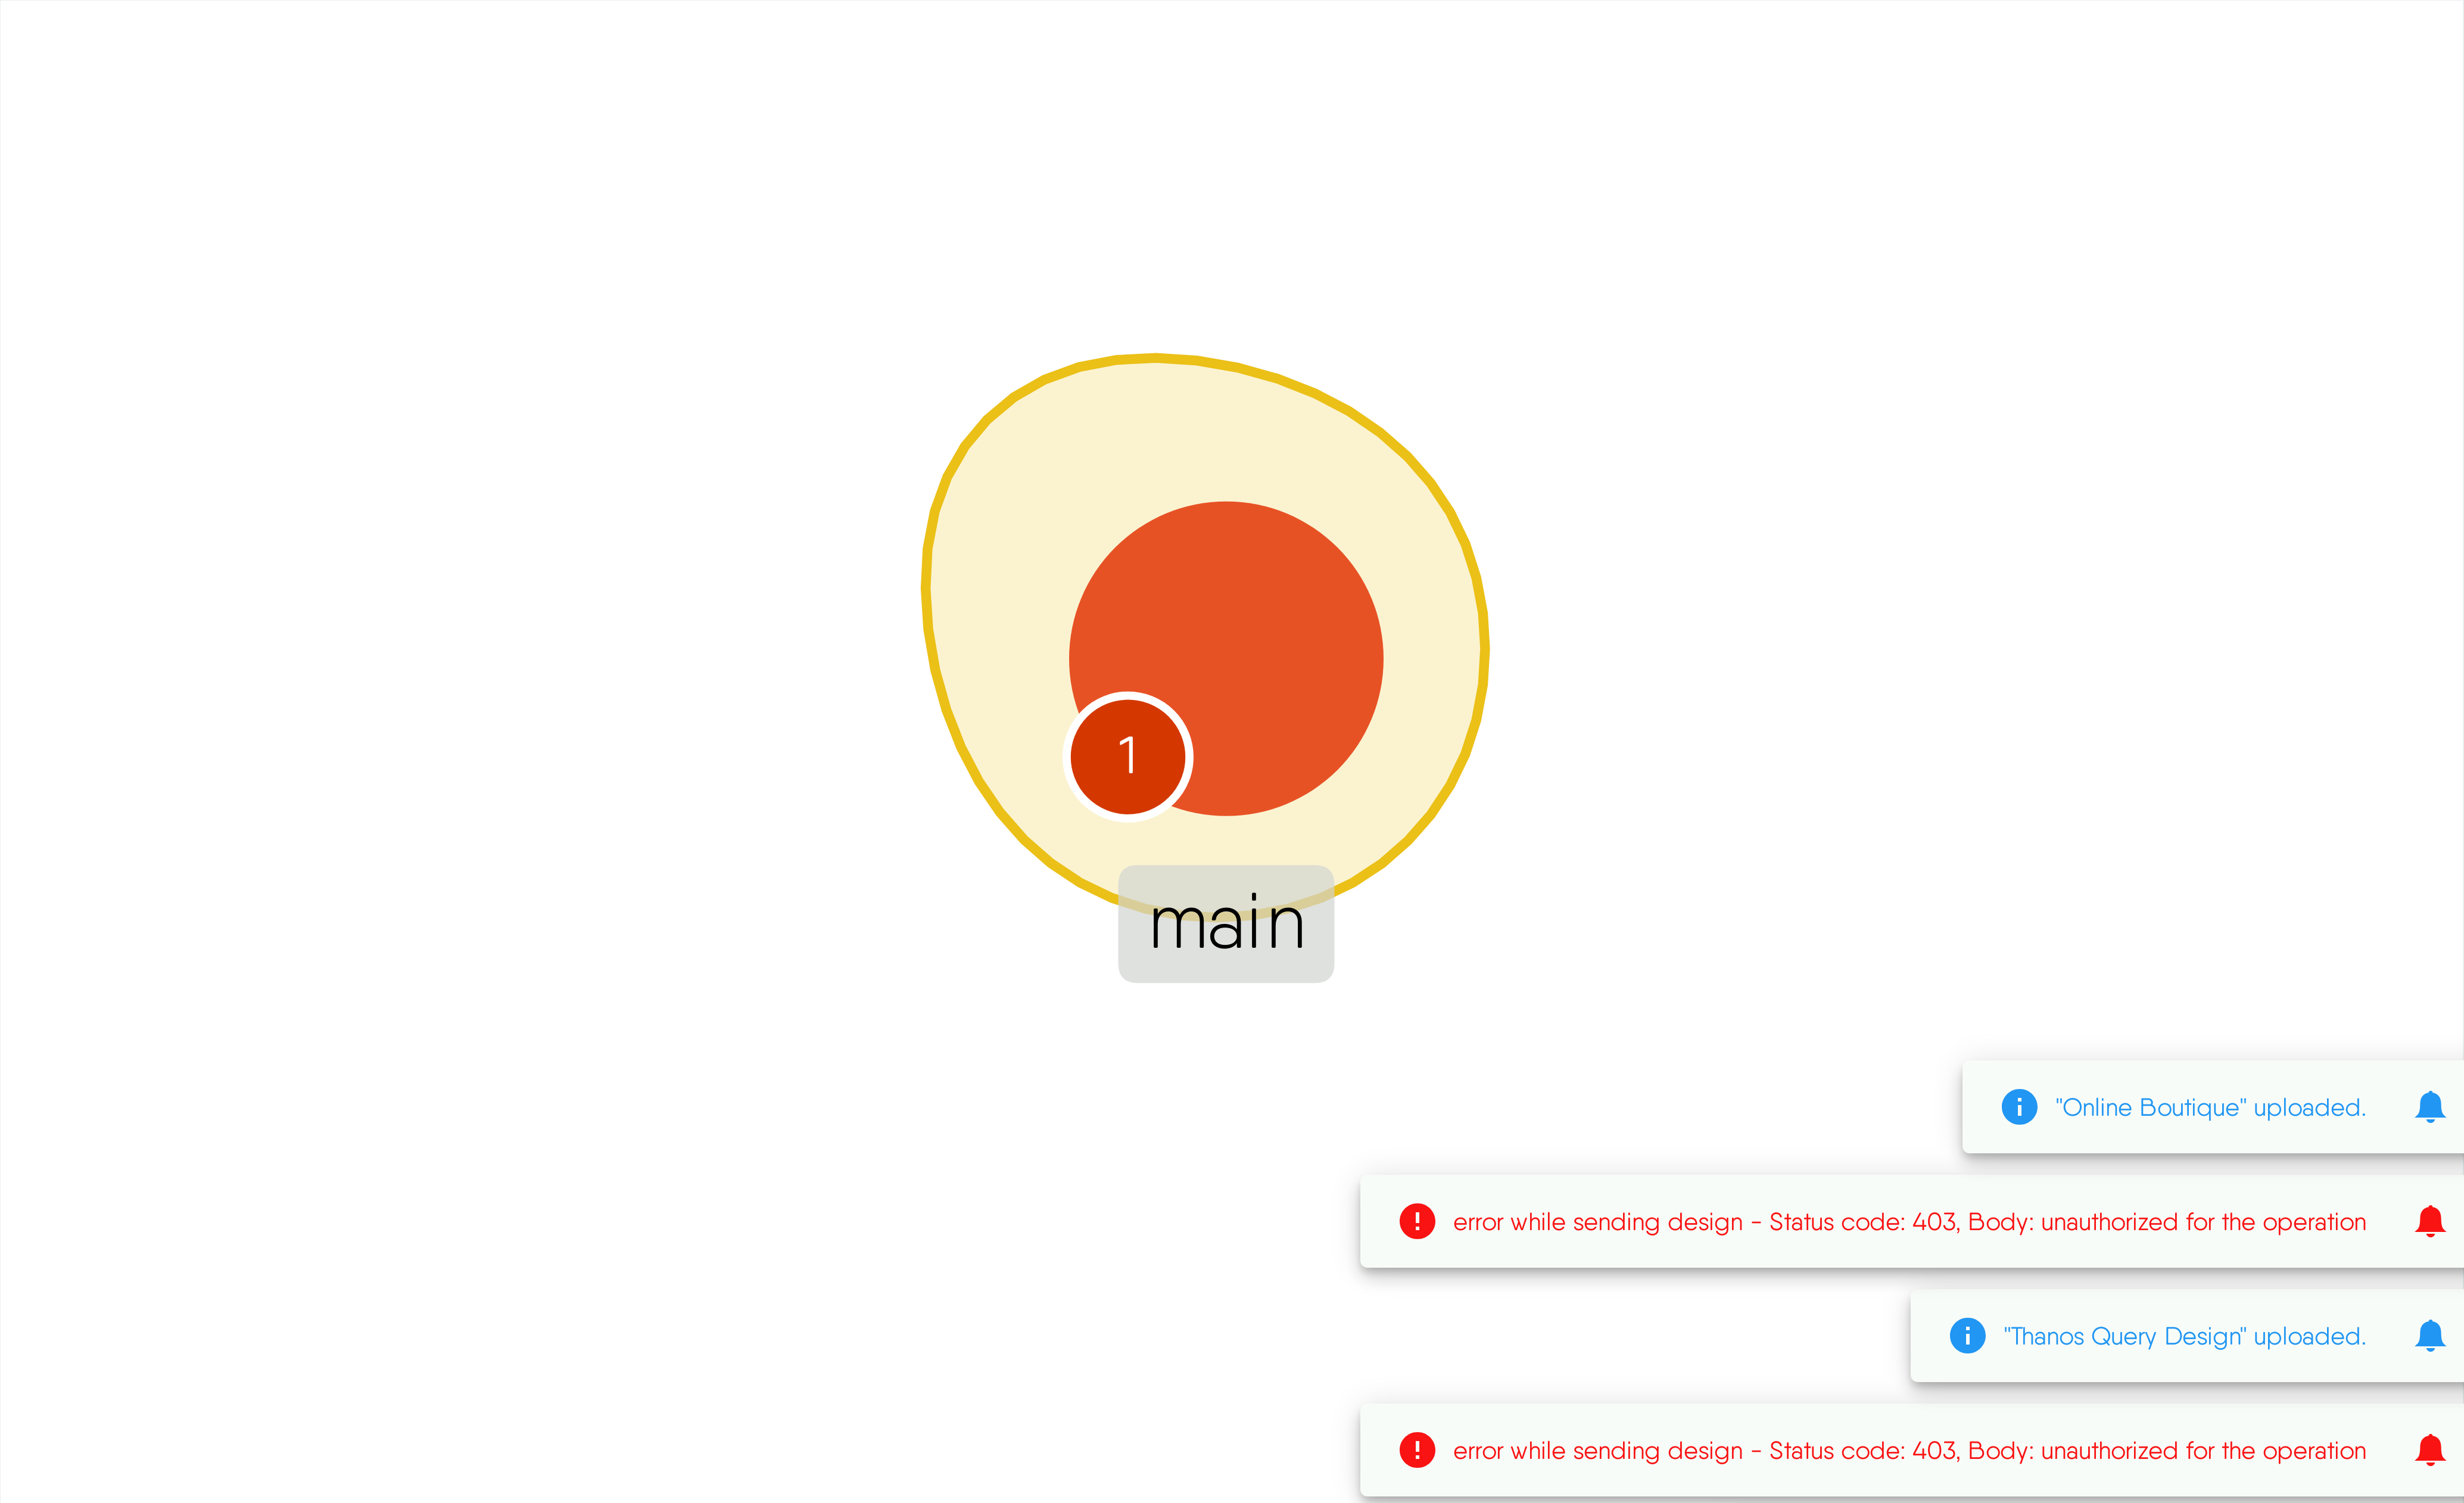 1
main
"Online Boutique" uploaded.
error while sending design - Status code: 403, Body: unauthorized for the operation
"Thanos Query Design" uploaded.
error while sending design - Status code: 403, Body: unauthorized for the operation